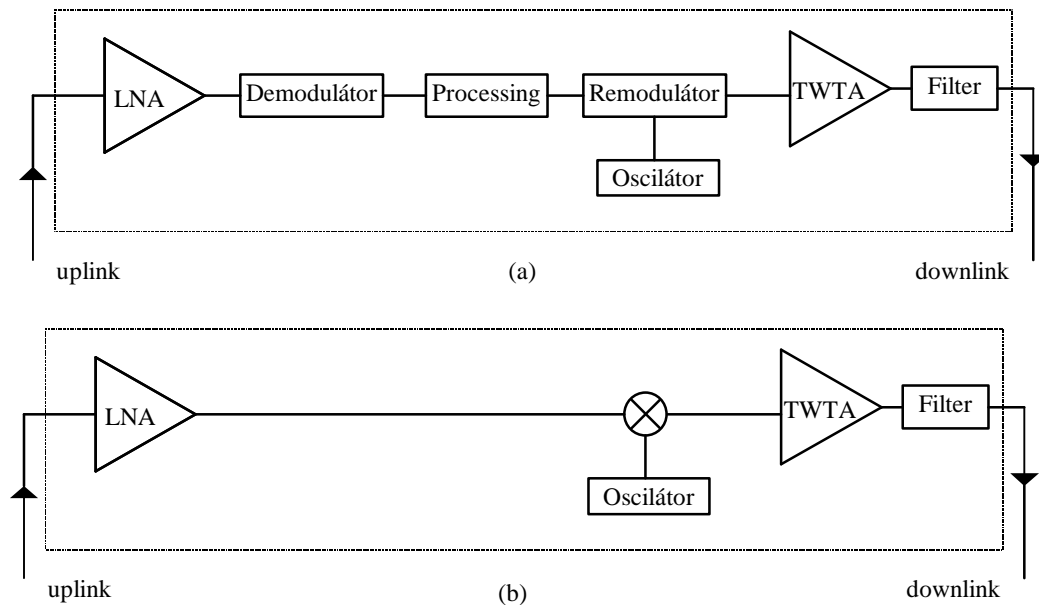 LNA
Demodulátor
Processing
Remodulátor
TWTA
Filter
Oscilátor
uplink
(a)
downlink
LNA
TWTA
Filter
Oscilátor
uplink
(b)
downlink